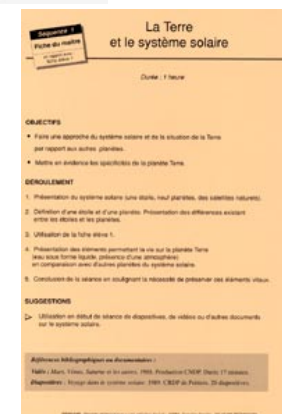 Séquence 1
Fiche du maître
en rapport avec
fiche élève 1
La Terre
et le système solaire
Durée : 1 heure
OBJECTIFS
• Faire une approche du système solaire et de la situation de la Terre
par rapport aux autres planètes.
• Mettre en évidence les spécificités de la planète Terre.
DÉROULEMENT
1. Présentation du système solaire (une étoile, neuf planètes, des satellites naturels).
2. Définition d'une étoile et d'une planète. Présentation des différences existant
entre les étoiles et les planètes.
3. Utilisation de la fiche élève 1.
4. Présentation des éléments permettant la vie sur la planète Terre
(eau sous forme liquide, présence d'une atmosphère)
en comparaison avec d'autres planètes du système solaire.
5. Conclusion de la séance en soulignant la nécessité de préserver ces éléments vitaux.
SUGGESTIONS
Utilisation en début de séance de diapositives, de vidéos ou d'autres documents
sur le système solaire.
Références bibliographiques ou documentaires :
Vidéo : Mars, Vénus, Saturne et les autres. 1988. Production CNDP. Durée 17 minutes.
Diapositives : Voyage dans le système solaire. 1989. CRDP de Poitiers. 20 diapositives.